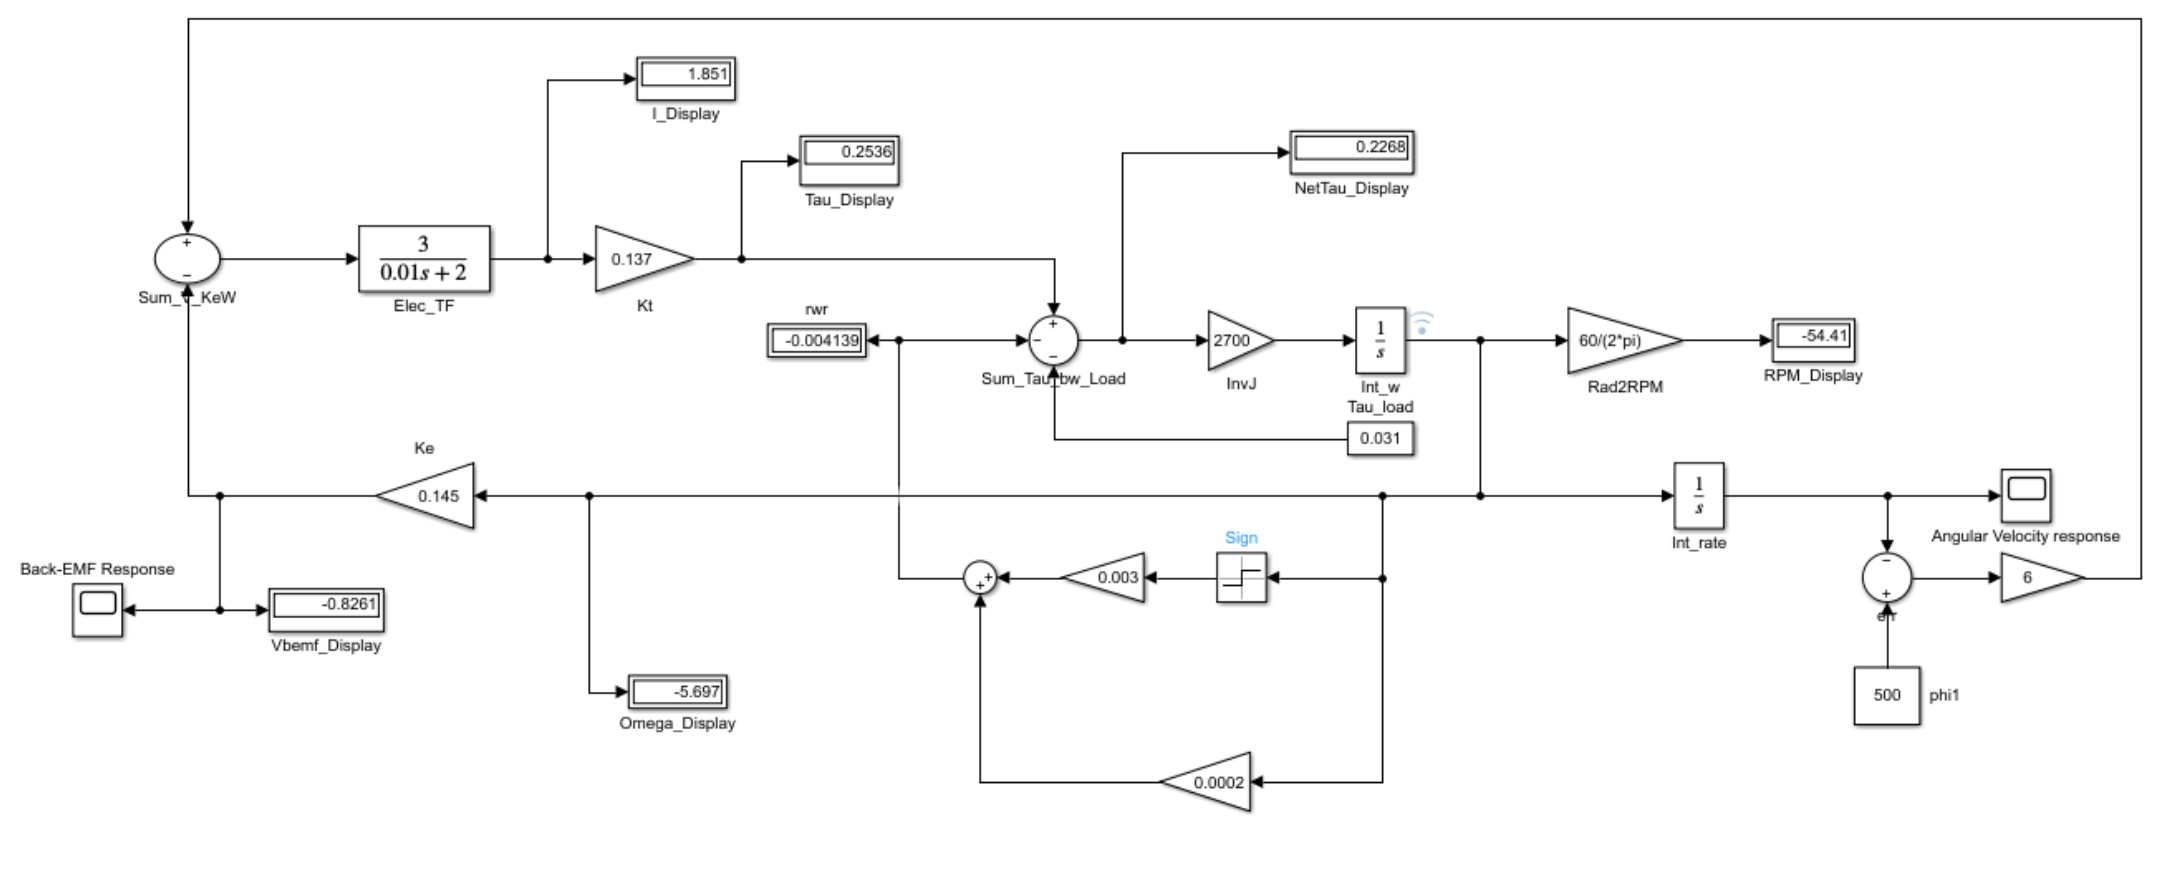 1.851
I_Display
0.2536
Tau_Display
0.2268
NetTau_Display
+
−
Sum_V_KeW
3
0.01s + 2
Elec_TF
0.137
Kt
rwr
-0.004139
+
−
−
Sum_Tau_bw_Load
2700
InvJ
1
s
Int_w
60/(2*pi)
Rad2RPM
-54.41
RPM_Display
Tau_load
0.031
Ke
0.145
1
s
Int_rate
Angular Velocity response
Back-EMF Response
-0.8261
Vbemf_Display
Sign
0.003
+
+
−
+
err
6
-5.697
Omega_Display
500
phi1
0.0002